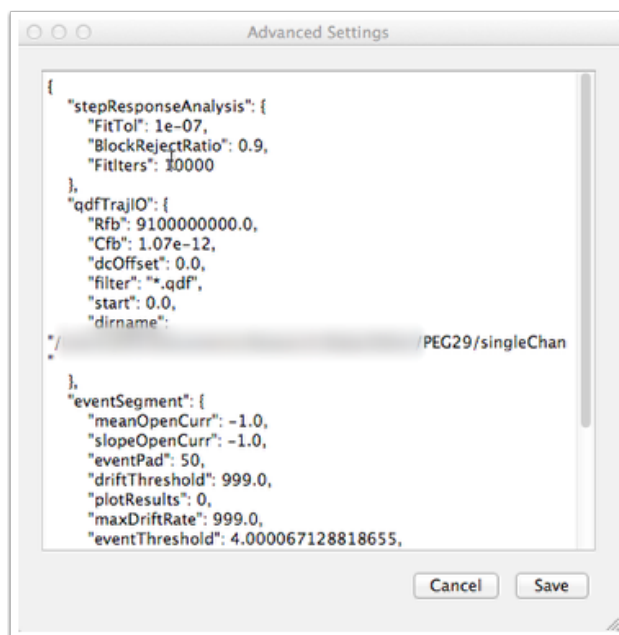 Advanced Settings
{
"stepResponseAnalysis": {
"FitTol": 1e-07,
"BlockRejectRatio": 0.9,
"FitIters": 10000
},
"qdfTrajIO": {
"Rfb": 9100000000.0,
"Cfb": 1.07e-12,
"dcOffset": 0.0,
"filter": "*.qdf",
"start": 0.0,
"dirname":
"/ /PEG29/singleChan
"
},
"eventSegment": {
"meanOpenCurr": -1.0,
"slopeOpenCurr": -1.0,
"eventPad": 50,
"driftThreshold": 999.0,
"plotResults": 0,
"maxDriftRate": 999.0,
"eventThreshold": 4.000067128818655,
Cancel Save